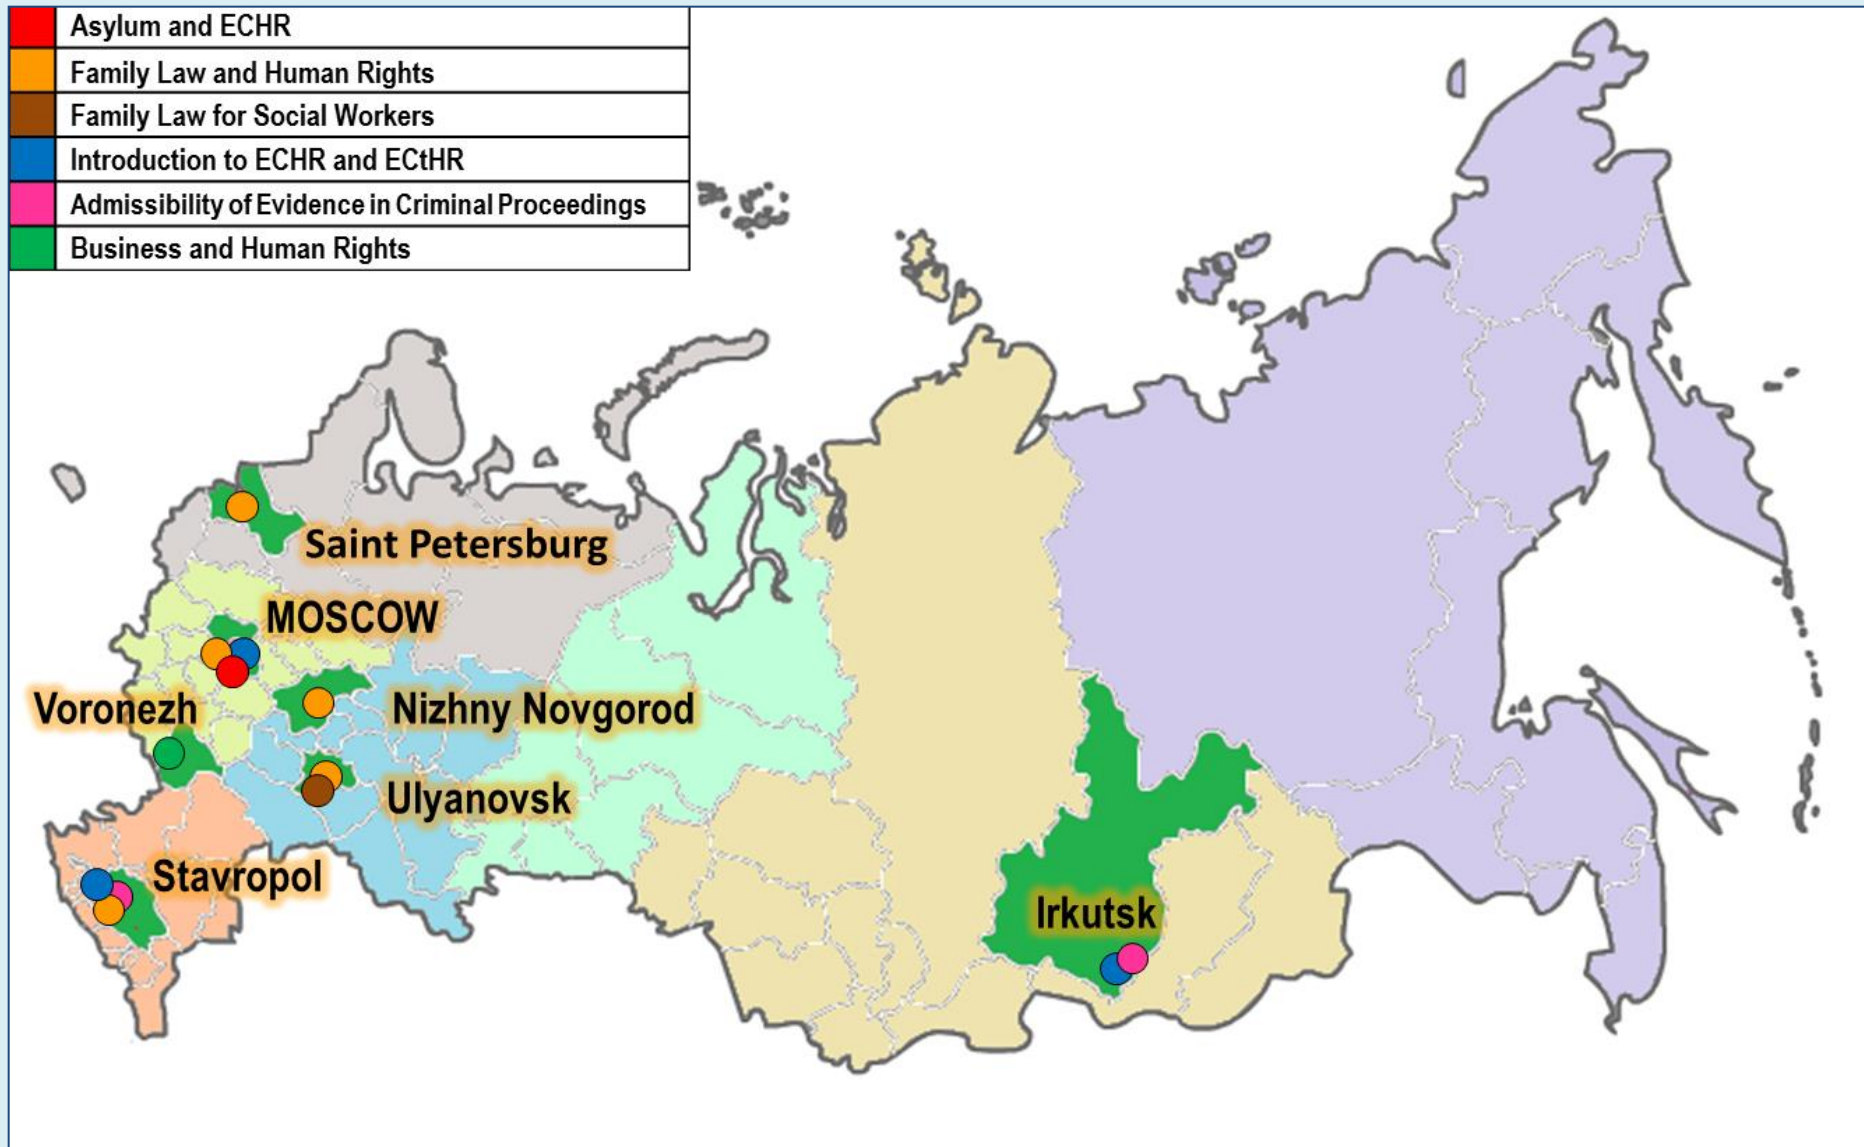 Asylum and ECHR
Family Law and Human Rights
Family Law for Social Workers
Introduction to ECHR and ECtHR
Admissibility of Evidence in Criminal Proceedings
Business and Human Rights
Saint Petersburg
MOSCOW
Voronezh
Nizhny Novgorod
Ulyanovsk
Stavropol
Irkutsk